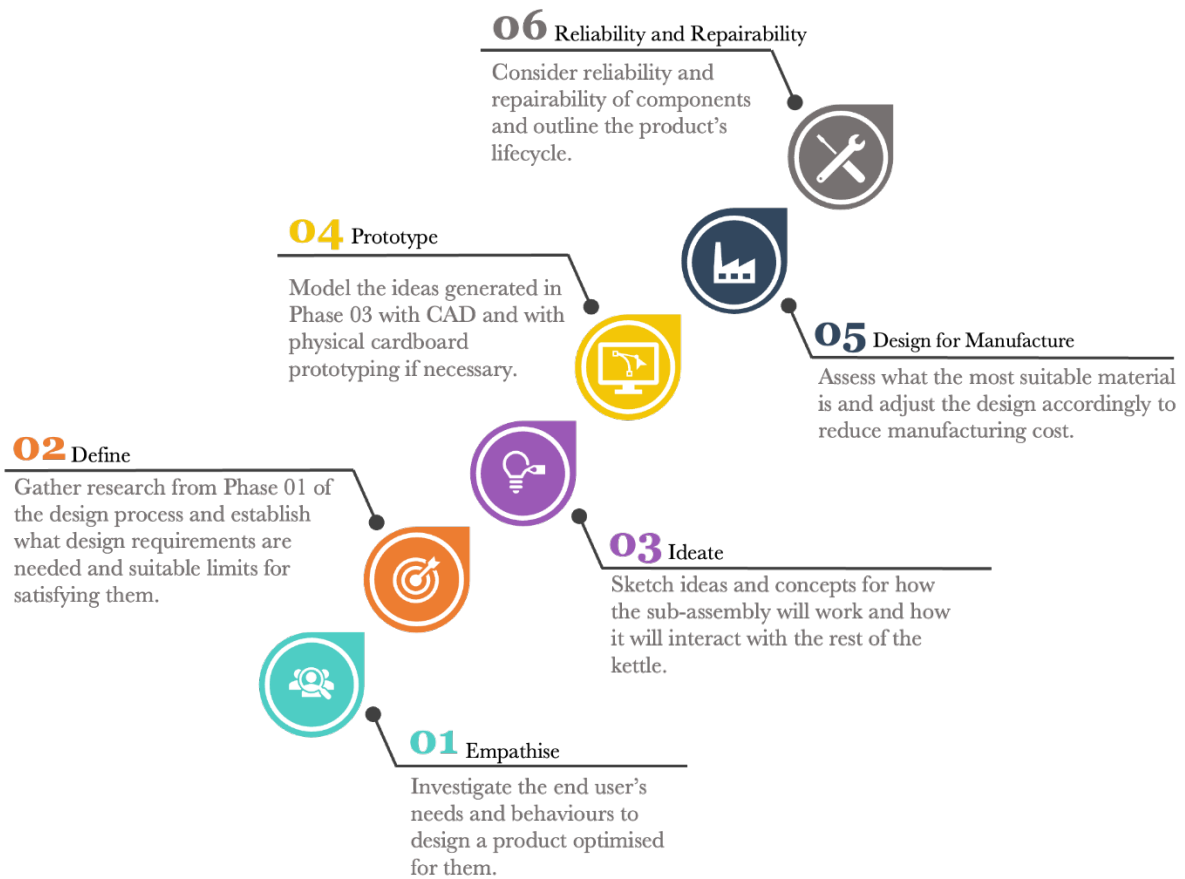 06 Reliability and Repairability
Consider reliability and
repairability of components
and outline the product’s
lifecycle.
04 Prototype
Model the ideas generated in
Phase 03 with CAD and with
physical cardboard
prototyping if necessary.
05 Design for Manufacture
Assess what the most suitable material
is and adjust the design accordingly to
reduce manufacturing cost.
02 Define
Gather research from Phase 01 of
the design process and establish
what design requirements are
needed and suitable limits for
satisfying them.
03 Ideate
Sketch ideas and concepts for how
the sub-assembly will work and how
it will interact with the rest of the
kettle.
01 Empathise
Investigate the end user’s
needs and behaviours to
design a product optimised
for them.